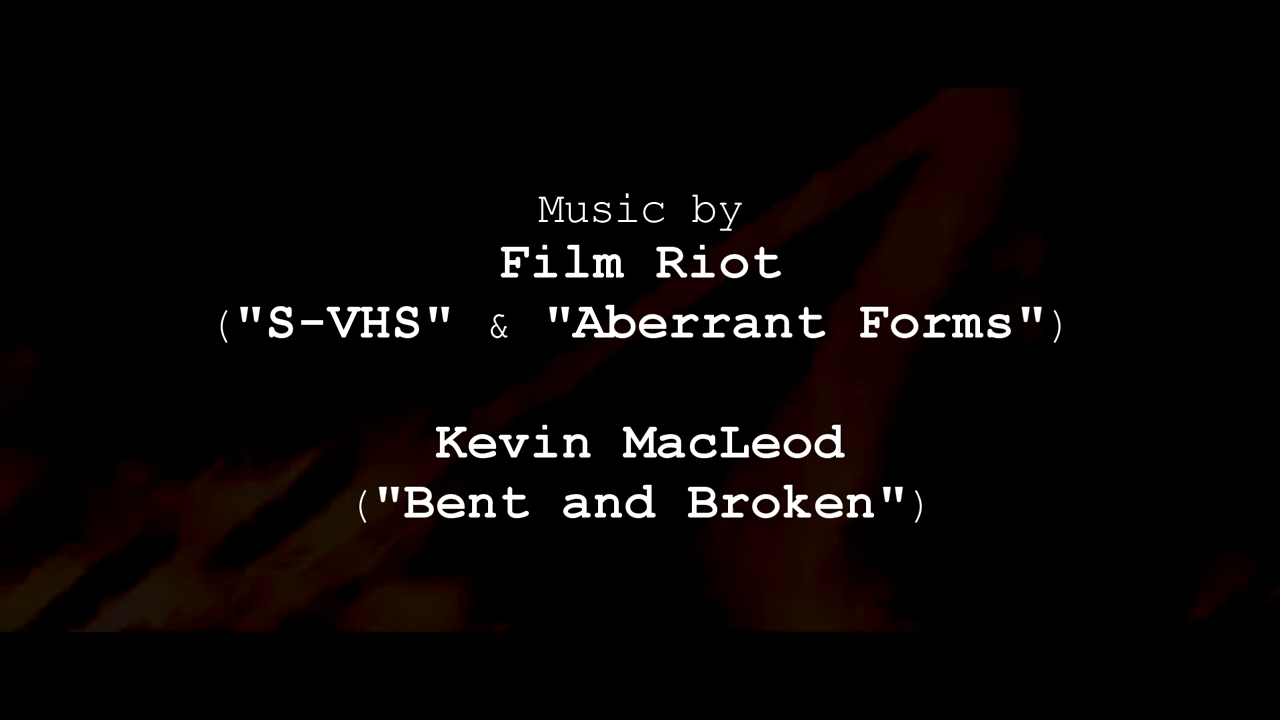 Music by
Film Riot
("S-VHS" & "Aberrant Forms")
Kevin MacLeod
("Bent and Broken")